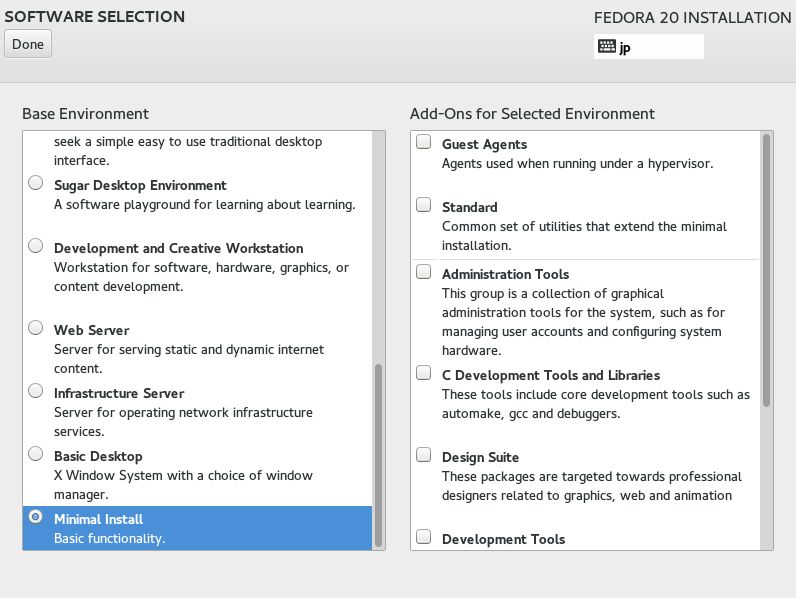 SOFTWARE SELECTION
FEDORA 20 INSTALLATION
Done
jp
Base Environment
seek a simple easy to use traditional desktop
interface.
Sugar Desktop Environment
A software playground for learning about learning.
Development and Creative Workstation
Workstation for software, hardware, graphics, or
content development.
Web Server
Server for serving static and dynamic internet
content.
Infrastructure Server
Server for operating network infrastructure
services.
Basic Desktop
X Window System with a choice of window
manager.
Minimal Install
Basic functionality.
Add-Ons for Selected Environment
Guest Agents
Agents used when running under a hypervisor.
Standard
Common set of utilities that extend the minimal
installation.
Administration Tools
This group is a collection of graphical
administration tools for the system, such as for
managing user accounts and configuring system
hardware.
C Development Tools and Libraries
These tools include core development tools such as
automake, gcc and debuggers.
Design Suite
These packages are targeted towards professional
designers related to graphics, web and animation
Development Tools